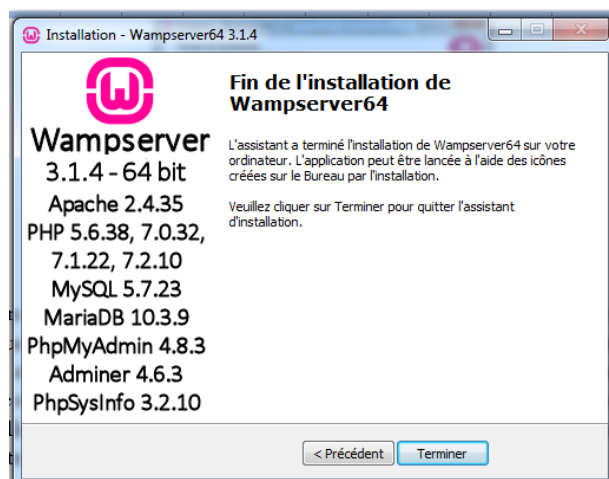 Installation - Wampserver64 3.1.4
Wampserver
3.1.4 - 64 bit
Apache 2.4.35
PHP 5.6.38, 7.0.32,
7.1.22, 7.2.10
MySQL 5.7.23
MariaDB 10.3.9
PhpMyAdmin 4.8.3
Adminer 4.6.3
PhpSysInfo 3.2.10
Fin de l'installation de
Wampserver64
L'assistant a terminé l'installation de Wampserver64 sur votre
ordinateur. L'application peut être lancée à l'aide des icônes
créées sur le Bureau par l'installation.
Veuillez cliquer sur Terminer pour quitter l'assistant
d'installation.
< Précédent
Terminer